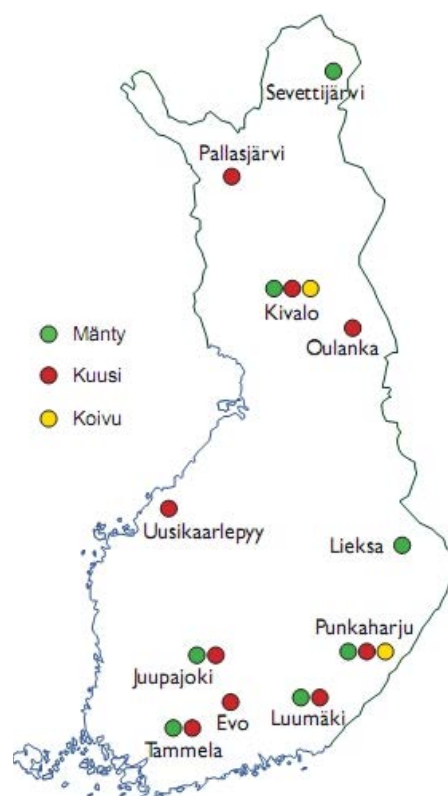 Sevettijärvi
Pallasjärvi
Kivalo
Oulanka
Mänty
Kuusi
Koivu
Uusikaarlepyy
Lieksa
Punkaharju
Juupajoki
Luumäki
Evo
Tammela